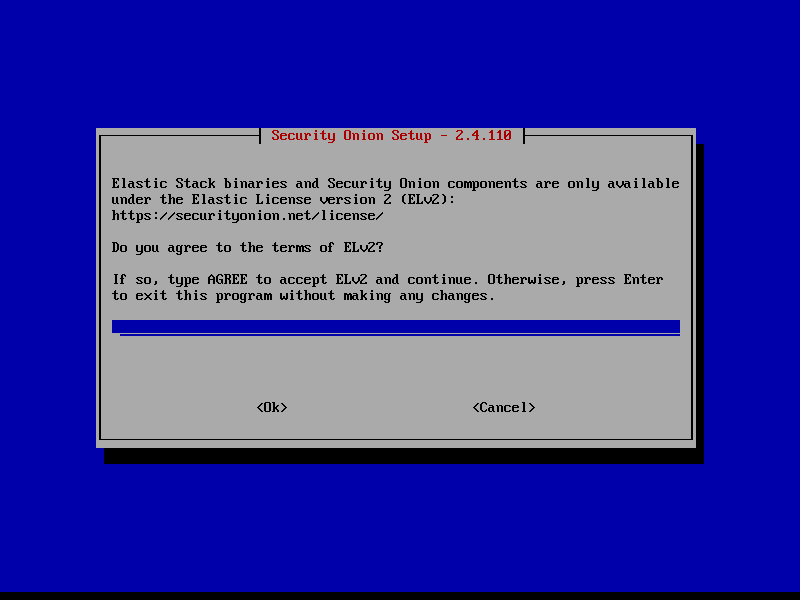 Security Onion Setup - 2.4.110
Elastic Stack binaries and Security Onion components are only available
under the Elastic License version 2 (ELv2):
https://securityonion.net/license/
Do you agree to the terms of ELv2?
If so, type AGREE to accept ELv2 and continue. Otherwise, press Enter
to exit this program without making any changes.
<Ok> <Cancel>